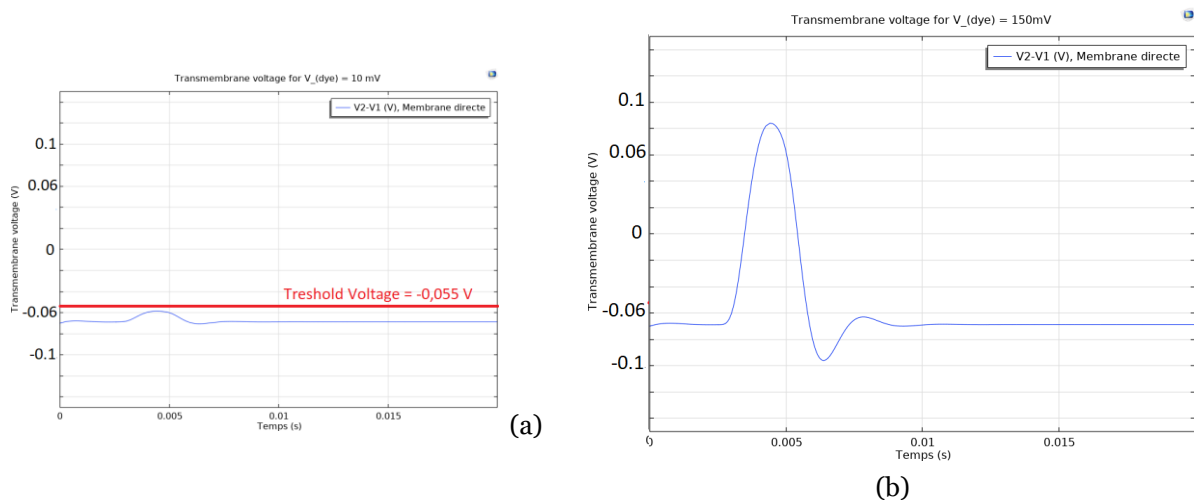 Transmembrane voltage for V_(dye) = 10 mV
V2-V1 (V), Membrane directe
Transmembrane voltage (V)
0.1
0.06
0
Treshold Voltage = -0,055 V
-0.06
-0.1
0
0.005
0.01
0.015
Temps (s)
(a)
Transmembrane voltage for V_(dye) = 150mV
V2-V1 (V), Membrane directe
Transmembrane voltage (V)
0.1
0.06
0
-0.06
-0.1
0
0.005
0.01
0.015
Temps (s)
(b)